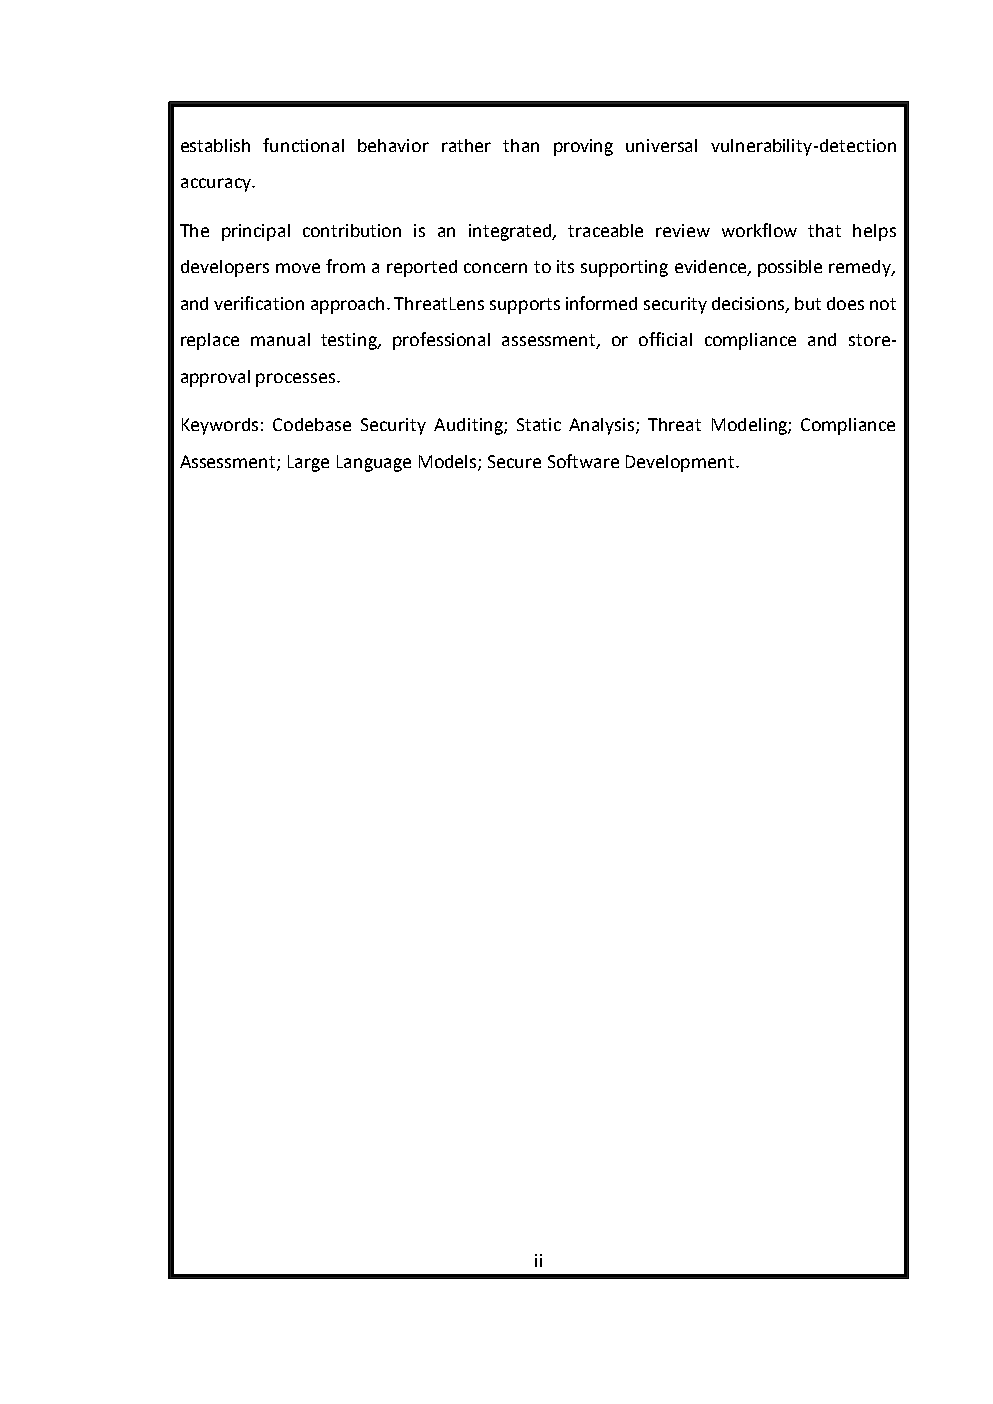 establish functional behavior rather than proving universal vulnerability-detection
accuracy.
The principal contribution is an integrated, traceable review workflow that helps
developers move from a reported concern to its supporting evidence, possible remedy,
and verification approach. ThreatLens supports informed security decisions, but does not
replace manual testing, professional assessment, or official compliance and store-
approval processes.
Keywords: Codebase Security Auditing; Static Analysis; Threat Modeling; Compliance
Assessment; Large Language Models; Secure Software Development.
ii